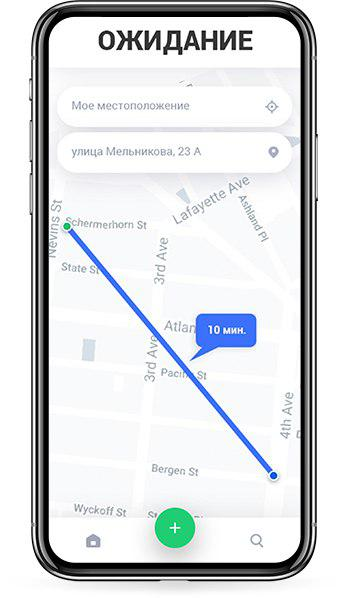 ОЖИДАНИЕ
Мое местоположение
улица Мельникова, 23 А
Lafayette Ave
Ashland Pl
Schermerhorn St
Nevins St
State St
3rd Ave
Atlan
10 мин.
3rd Ave
Pacific St
4th Ave
Bergen St
Wyckoff St
St